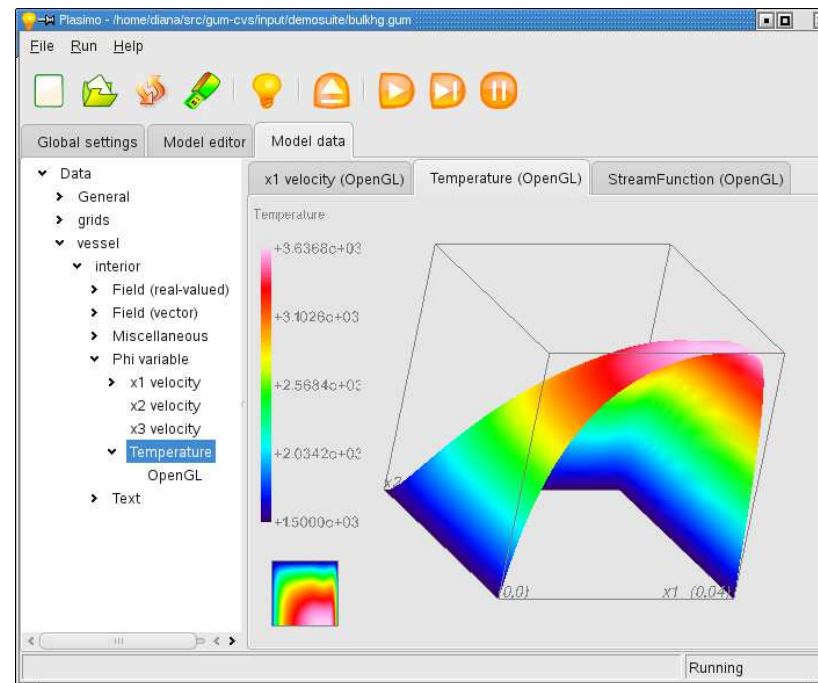 Plasimo - /home/diana/src/gum-cvs/input/demosuite/bulkhg.gum
File Run Help
Global settings Model editor Model data
Data
General
grids
vessel
interior
Field (real-valued)
Field (vector)
Miscellaneous
Phi variable
x1 velocity
x2 velocity
x3 velocity
Temperature
OpenGL
Text
x1 velocity (OpenGL) Temperature (OpenGL) StreamFunction (OpenGL)
Temperature
+3.6368e+03
+3.1026e+03
+2.5684e+03
+2.0342e+03
+1.5000e+03
x2
(0,0) x1 (0.04)
Running